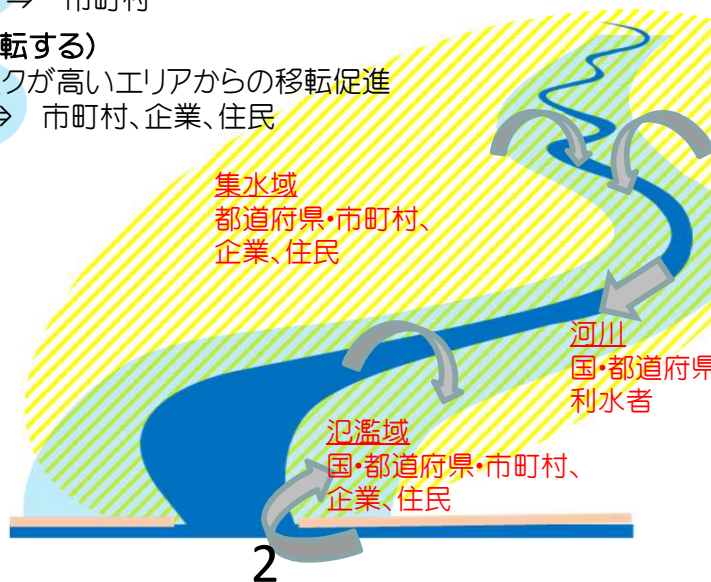 ⇒ 市町村
転する)
クが高いエリアからの移転促進
⇒ 市町村、企業、住民
集水域
都道府県・市町村、
企業、住民
河川
国・都道府県
利水者
氾濫域
国・都道府県・市町村、
企業、住民
2